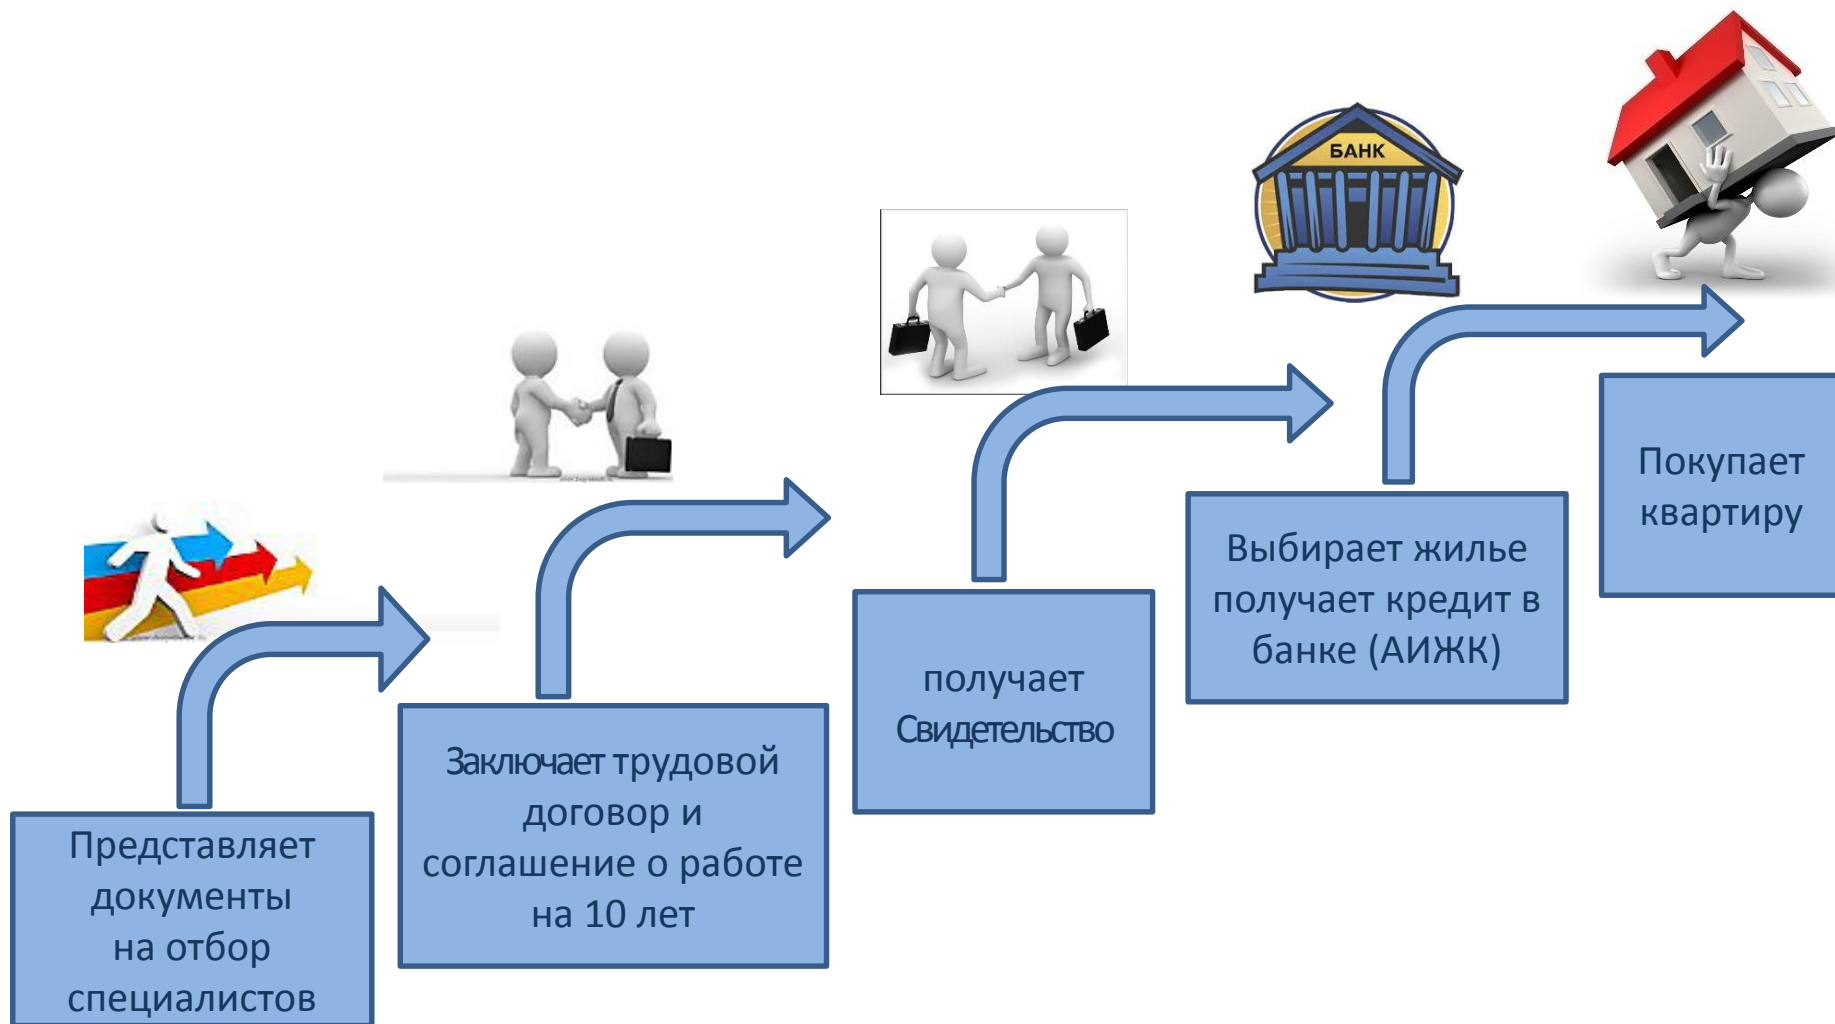 БАНК
Представляет
документы
на отбор
специалистов
Заключает трудовой
договор и
соглашение о работе
на 10 лет
получает
Свидетельство
Выбирает жилье
получает кредит в
банке (АИЖК)
Покупает
квартиру